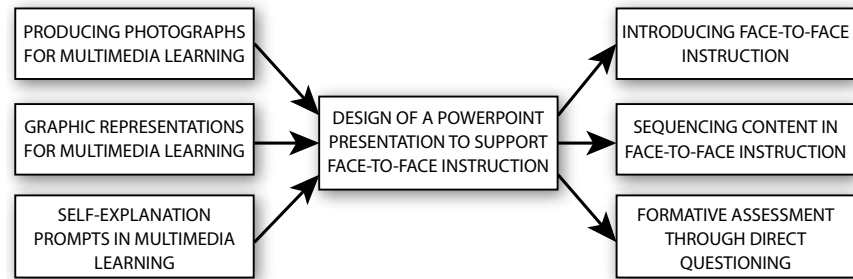 PRODUCING PHOTOGRAPHS
FOR MULTIMEDIA LEARNING
GRAPHIC REPRESENTATIONS
FOR MULTIMEDIA LEARNING
SELF-EXPLANATION
PROMPTS IN MULTIMEDIA
LEARNING
DESIGN OF A POWERPOINT
PRESENTATION TO SUPPORT
FACE-TO-FACE INSTRUCTION
INTRODUCING FACE-TO-FACE
INSTRUCTION
SEQUENCING CONTENT IN
FACE-TO-FACE INSTRUCTION
FORMATIVE ASSESSMENT
THROUGH DIRECT
QUESTIONING